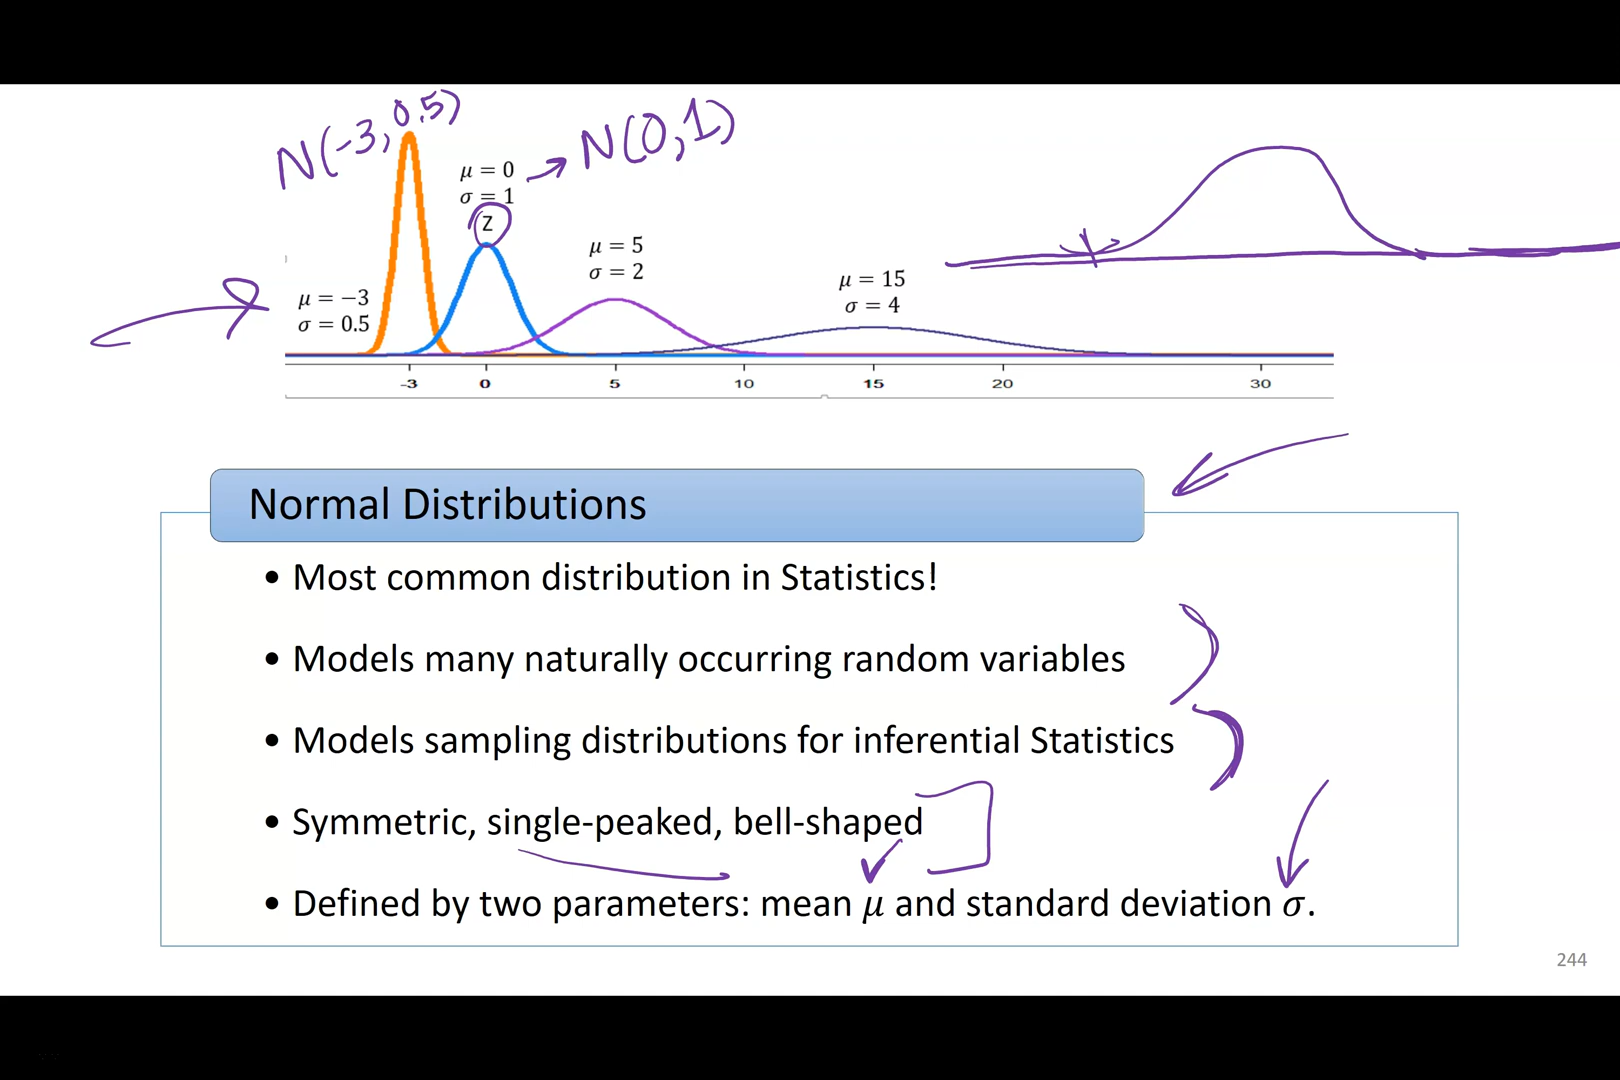 N(-3, 0.5)
N(0, 1)
μ = 0
σ = 1
Z
μ = 5
σ = 2
μ = 15
σ = 4
μ = −3
σ = 0.5
-3 0 5 10 15 20 30
Normal Distributions
• Most common distribution in Statistics!
• Models many naturally occurring random variables
• Models sampling distributions for inferential Statistics
• Symmetric, single-peaked, bell-shaped
• Defined by two parameters: mean μ and standard deviation σ.
244